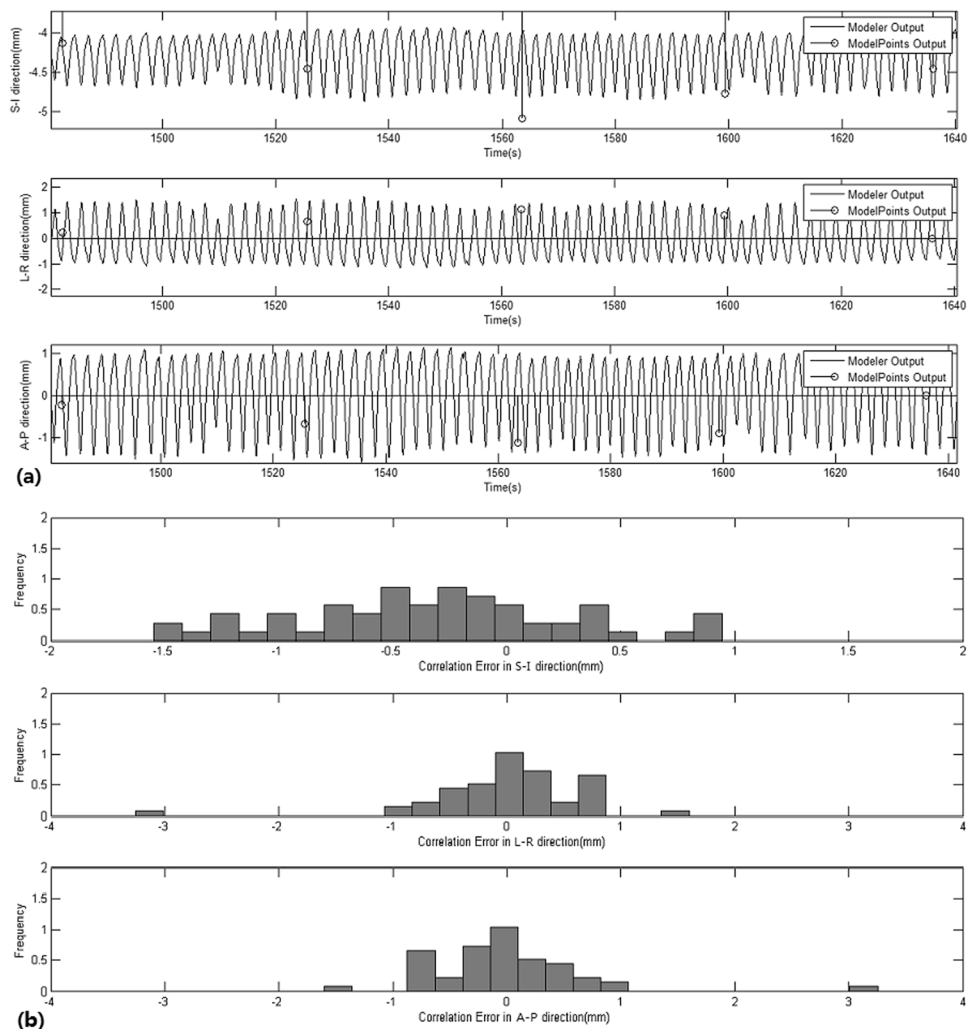 -4
-4.5
-5
S-I direction(mm)
Modeler Output
ModelPoints Output
1500 1520 1540 1560 1580 1600 1620 1640
Time(s)
2
1
0
-1
-2
L-R direction(mm)
Modeler Output
ModelPoints Output
1500 1520 1540 1560 1580 1600 1620 1640
Time(s)
1
0
-1
A-P direction(mm)
Modeler Output
ModelPoints Output
1500 1520 1540 1560 1580 1600 1620 1640
Time(s)
(a)
2
1.5
1
0.5
0
Frequency
-2 -1.5 -1 -0.5 0 0.5 1 1.5 2
Correlation Error in S-I direction(mm)
2
1.5
1
0.5
0
Frequency
-4 -3 -2 -1 0 1 2 3 4
Correlation Error in L-R direction(mm)
2
1.5
1
0.5
0
Frequency
-4 -3 -2 -1 0 1 2 3 4
Correlation Error in A-P direction(mm)
(b)